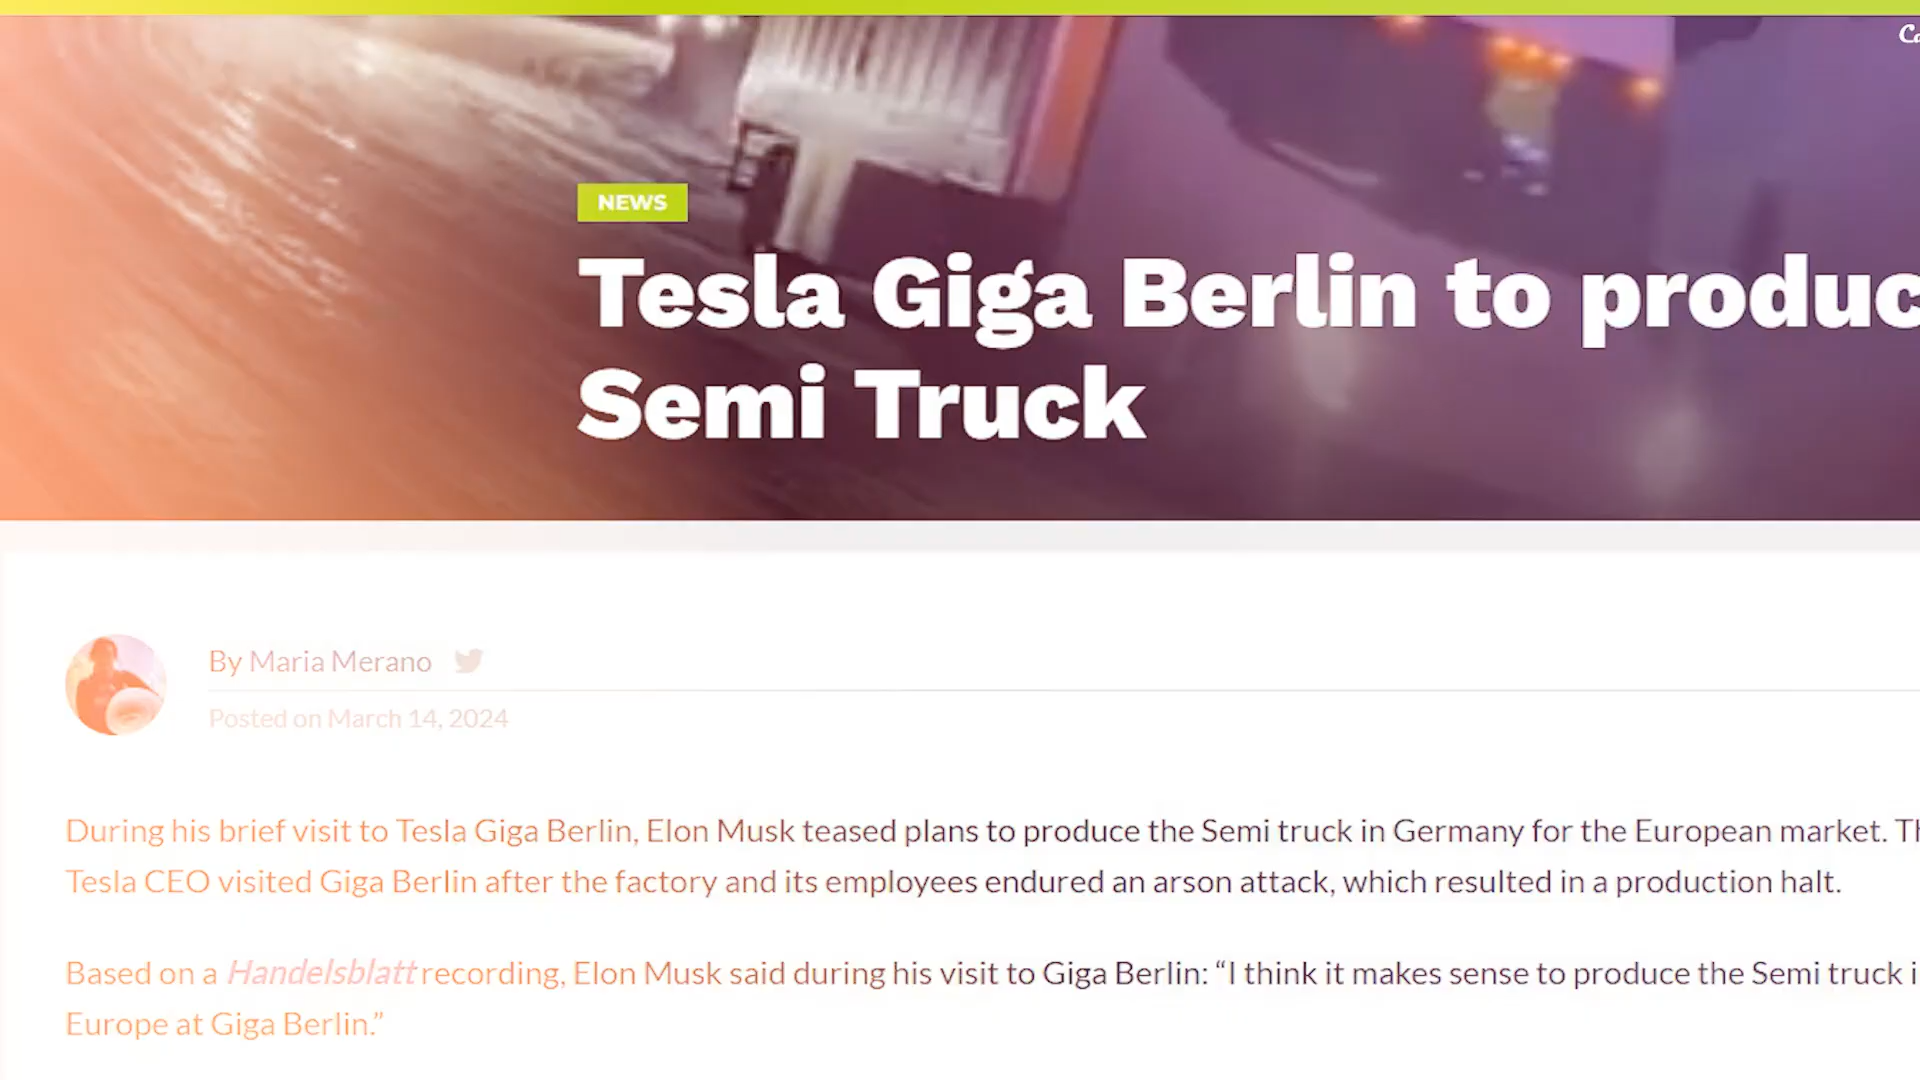 NEWS
Tesla Giga Berlin to produc
Semi Truck
By Maria Merano
Posted on March 14, 2024
During his brief visit to Tesla Giga Berlin, Elon Musk teased plans to produce the Semi truck in Germany for the European market. Th
Tesla CEO visited Giga Berlin after the factory and its employees endured an arson attack, which resulted in a production halt.
Based on a Handelsblatt recording, Elon Musk said during his visit to Giga Berlin: “I think it makes sense to produce the Semi truck i
Europe at Giga Berlin.”